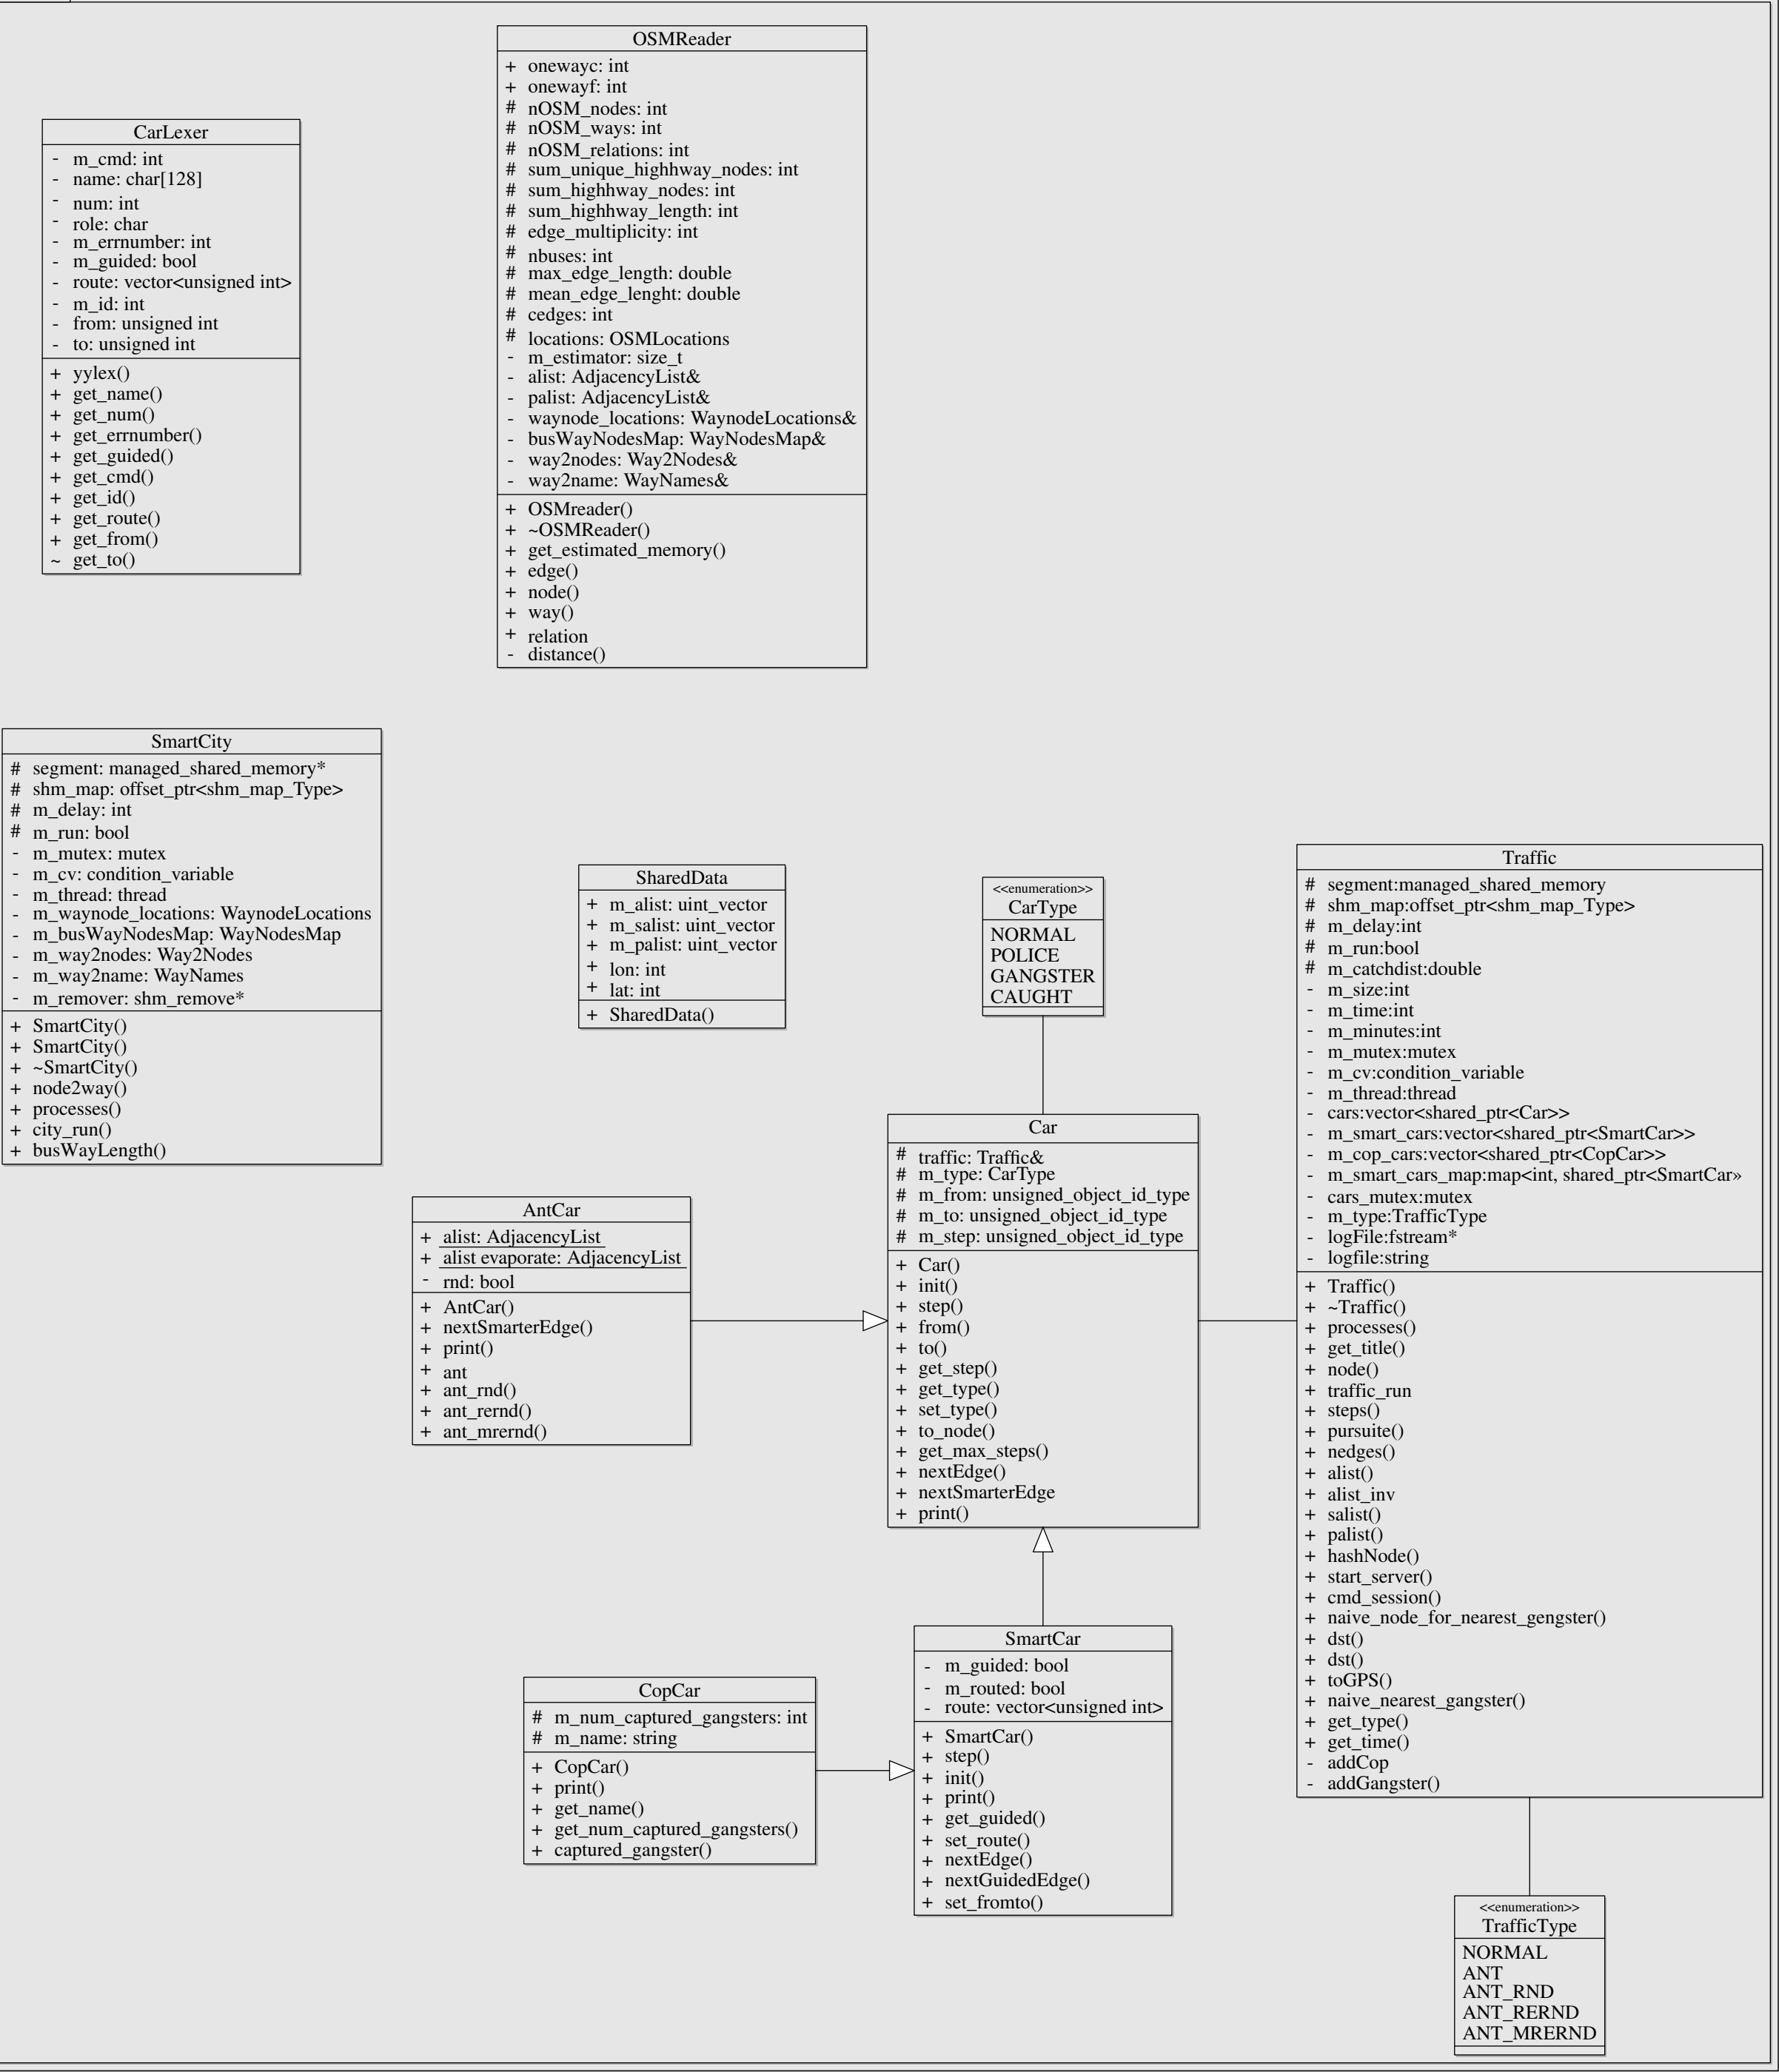 OSMReader
+ onewayc: int
+ onewayf: int
# nOSM_nodes: int
# nOSM_ways: int
# nOSM_relations: int
# sum_unique_highhway_nodes: int
# sum_highhway_nodes: int
# sum_highhway_length: int
# edge_multiplicity: int
# nbuses: int
# max_edge_length: double
# mean_edge_lenght: double
# cedges: int
# locations: OSMLocations
- m_estimator: size_t
- alist: AdjacencyList&
- palist: AdjacencyList&
- waynode_locations: WaynodeLocations&
- busWayNodesMap: WayNodesMap&
- way2nodes: Way2Nodes&
- way2name: WayNames&
+ OSMreader()
+ ~OSMReader()
+ get_estimated_memory()
+ edge()
+ node()
+ way()
+ relation
- distance()
CarLexer
- m_cmd: int
- name: char[128]
- num: int
- role: char
- m_errnumber: int
- m_guided: bool
- route: vector<unsigned int>
- m_id: int
- from: unsigned int
- to: unsigned int
+ yylex()
+ get_name()
+ get_num()
+ get_errnumber()
+ get_guided()
+ get_cmd()
+ get_id()
+ get_route()
+ get_from()
~ get_to()
SmartCity
# segment: managed_shared_memory*
# shm_map: offset_ptr<shm_map_Type>
# m_delay: int
# m_run: bool
- m_mutex: mutex
- m_cv: condition_variable
- m_thread: thread
- m_waynode_locations: WaynodeLocations
- m_busWayNodesMap: WayNodesMap
- m_way2nodes: Way2Nodes
- m_way2name: WayNames
- m_remover: shm_remove*
+ SmartCity()
+ SmartCity()
+ ~SmartCity()
+ node2way()
+ processes()
+ city_run()
+ busWayLength()
SharedData
+ m_alist: uint_vector
+ m_salist: uint_vector
+ m_palist: uint_vector
+ lon: int
+ lat: int
+ SharedData()
<<enumeration>>
CarType
NORMAL
POLICE
GANGSTER
CAUGHT
Traffic
# segment:managed_shared_memory
# shm_map:offset_ptr<shm_map_Type>
# m_delay:int
# m_run:bool
# m_catchdist:double
- m_size:int
- m_time:int
- m_minutes:int
- m_mutex:mutex
- m_cv:condition_variable
- m_thread:thread
- cars:vector<shared_ptr<Car>>
- m_smart_cars:vector<shared_ptr<SmartCar>>
- m_cop_cars:vector<shared_ptr<CopCar>>
- m_smart_cars_map:map<int, shared_ptr<SmartCar»
- cars_mutex:mutex
- m_type:TrafficType
- logFile:fstream*
- logfile:string
+ Traffic()
+ ~Traffic()
+ processes()
+ get_title()
+ node()
+ traffic_run
+ steps()
+ pursuite()
+ nedges()
+ alist()
+ alist_inv
+ salist()
+ palist()
+ hashNode()
+ start_server()
+ cmd_session()
+ naive_node_for_nearest_gengster()
+ dst()
+ dst()
+ toGPS()
+ naive_nearest_gangster()
+ get_type()
+ get_time()
- addCop
- addGangster()
Car
# traffic: Traffic&
# m_type: CarType
# m_from: unsigned_object_id_type
# m_to: unsigned_object_id_type
# m_step: unsigned_object_id_type
+ Car()
+ init()
+ step()
+ from()
+ to()
+ get_step()
+ get_type()
+ set_type()
+ to_node()
+ get_max_steps()
+ nextEdge()
+ nextSmarterEdge
+ print()
AntCar
+ alist: AdjacencyList
+ alist evaporate: AdjacencyList
- rnd: bool
+ AntCar()
+ nextSmarterEdge()
+ print()
+ ant
+ ant_rnd()
+ ant_rernd()
+ ant_mrernd()
SmartCar
- m_guided: bool
- m_routed: bool
- route: vector<unsigned int>
+ SmartCar()
+ step()
+ init()
+ print()
+ get_guided()
+ set_route()
+ nextEdge()
+ nextGuidedEdge()
+ set_fromto()
CopCar
# m_num_captured_gangsters: int
# m_name: string
+ CopCar()
+ print()
+ get_name()
+ get_num_captured_gangsters()
+ captured_gangster()
<<enumeration>>
TrafficType
NORMAL
ANT
ANT_RND
ANT_RERND
ANT_MRERND